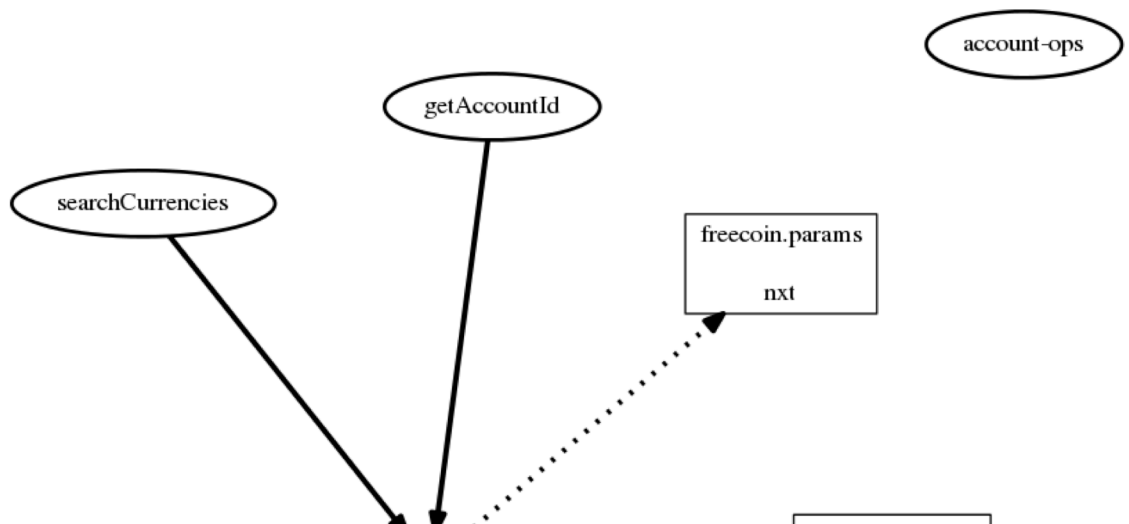 account-ops
getAccountId
searchCurrencies
freecoin.params
nxt